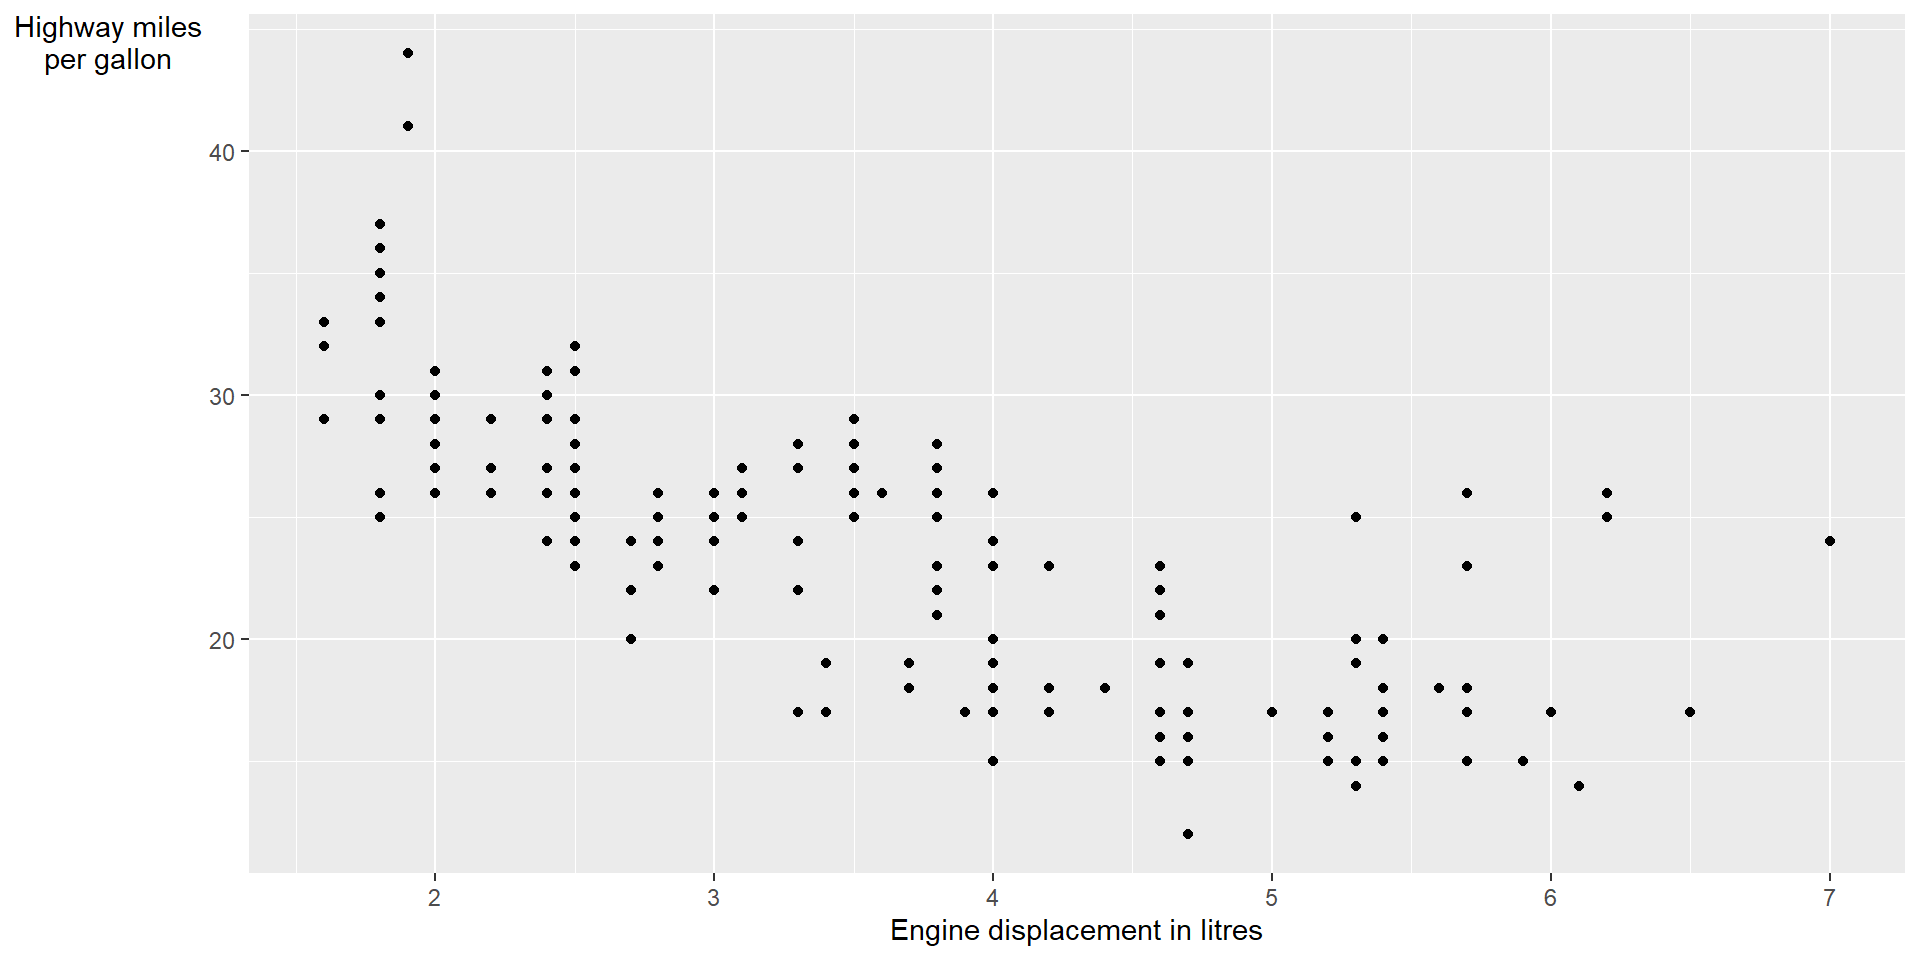 Highway miles
per gallon
40
30
20
2 3 4 5 6 7
Engine displacement in litres